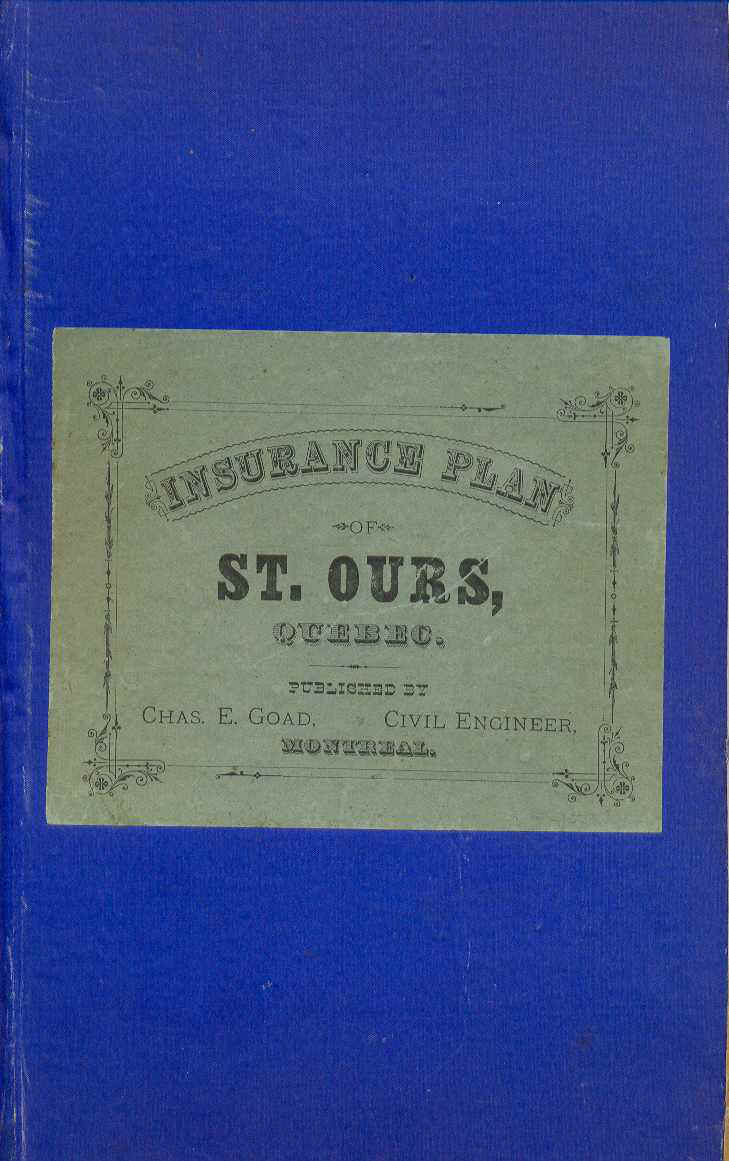 INSURANCE PLAN
OF
ST. OURS,
QUEBEC.
PUBLISHED BY
CHAS. E. GOAD, CIVIL ENGINEER,
MONTREAL.